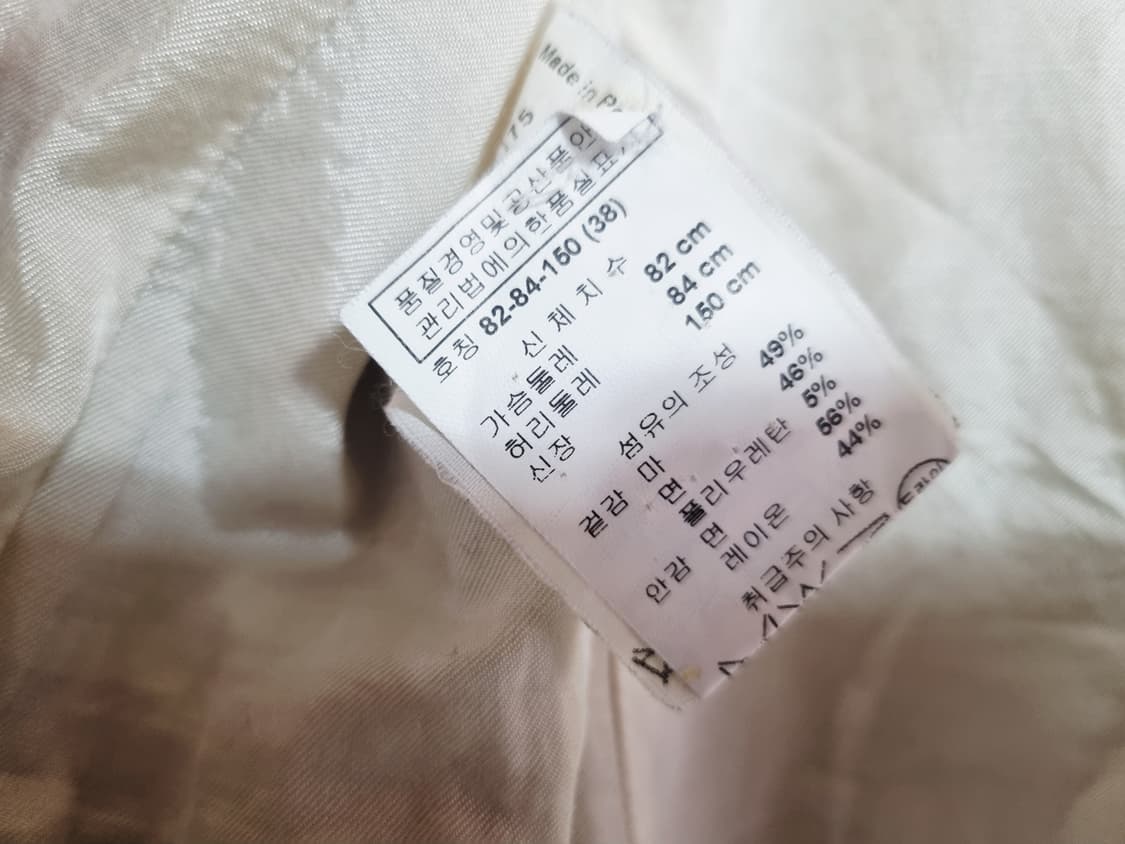 Made in
175
품질경영및공산품안
관리법에의한품질표
호칭 82-84-150 (38)
신 체 치 수
가슴둘레 82 cm
허리둘레 84 cm
신장 150 cm
섬유의 조성
겉감 마 49%
면 46%
폴리우레탄 5%
안감 면 56%
레이온 44%
취급주의 사항
드라이